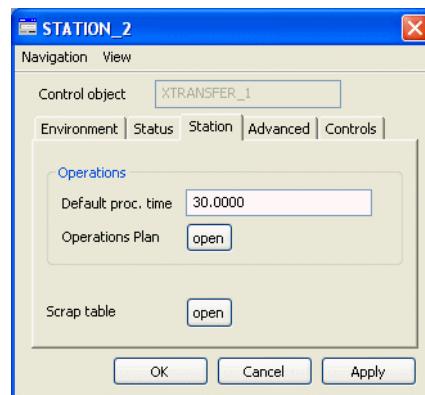 STATION_2
Navigation View
Control object XTRANSFER_1
Environment Status Station Advanced Controls
Operations
Default proc. time 30.0000
Operations Plan open
Scrap table open
OK Cancel Apply